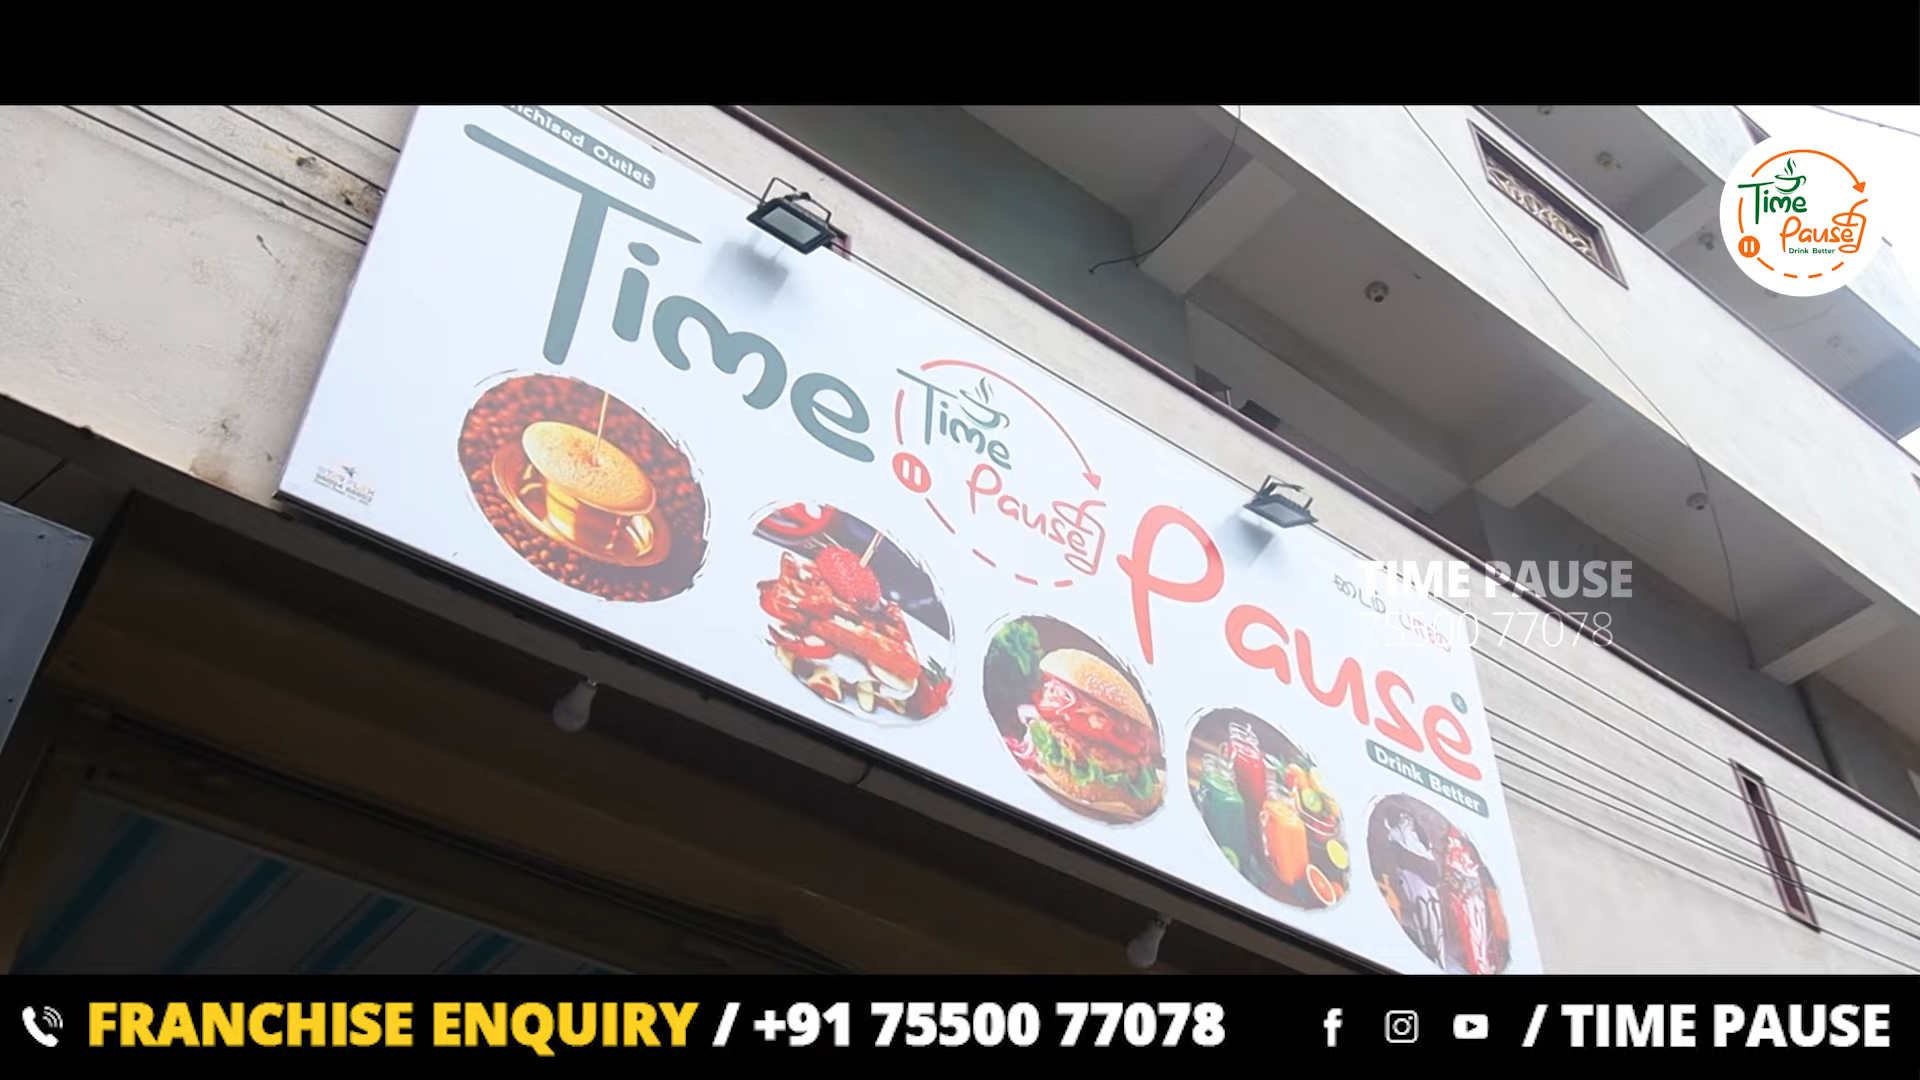 Outlet
Time
Time
Pause
Pause
டைம் பாஸ்
Drink Better
Time
Pause
Drink Better
TIME PAUSE
75500 77078
FRANCHISE ENQUIRY / +91 75500 77078
/ TIME PAUSE